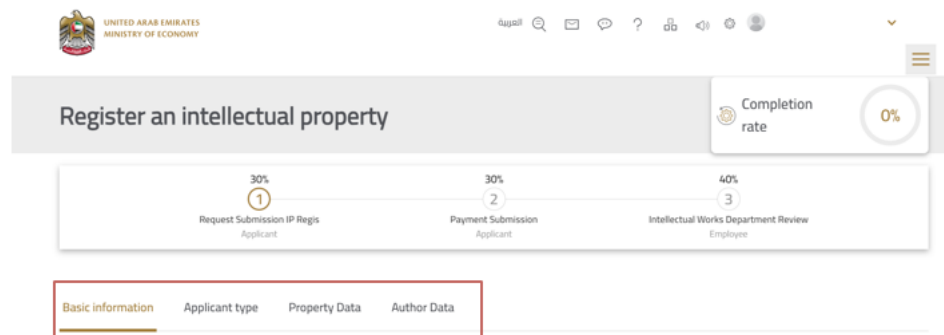 UNITED ARAB EMIRATES
MINISTRY OF ECONOMY
العربية
?
Register an intellectual property
Completion
rate
0%
30%
30%
40%
1
2
3
Request Submission IP Regis
Payment Submission
Intellectual Works Department Review
Applicant
Applicant
Employee
Basic information
Applicant type
Property Data
Author Data